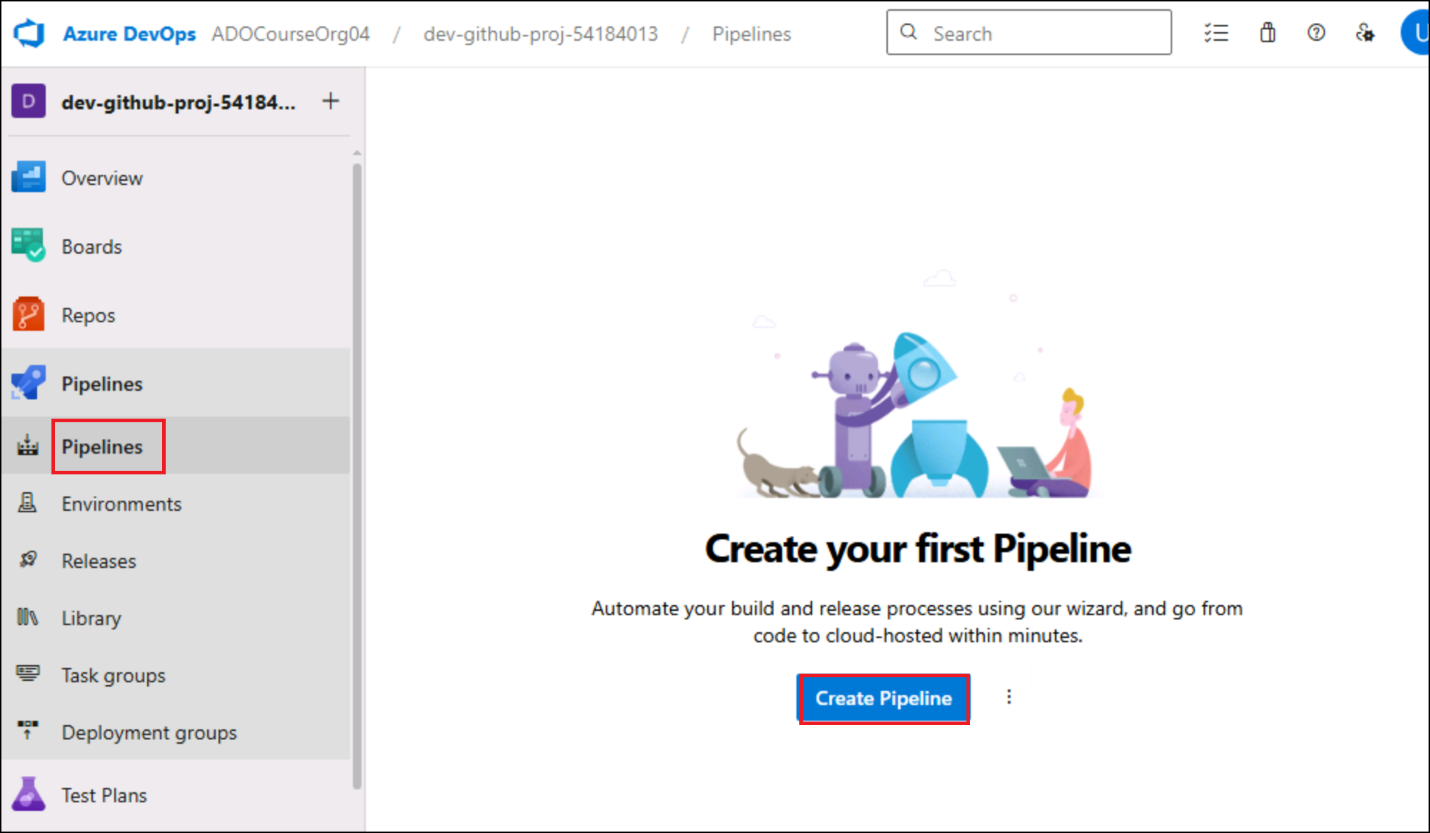 Azure DevOps ADOCourseOrg04 / dev-github-proj-54184013 / Pipelines Search U
D dev-github-proj-54184... +
Overview
Boards
Repos
Pipelines
Pipelines
Environments
Releases
Library
Task groups
Deployment groups
Test Plans
Create your first Pipeline
Automate your build and release processes using our wizard, and go from
code to cloud-hosted within minutes.
Create Pipeline